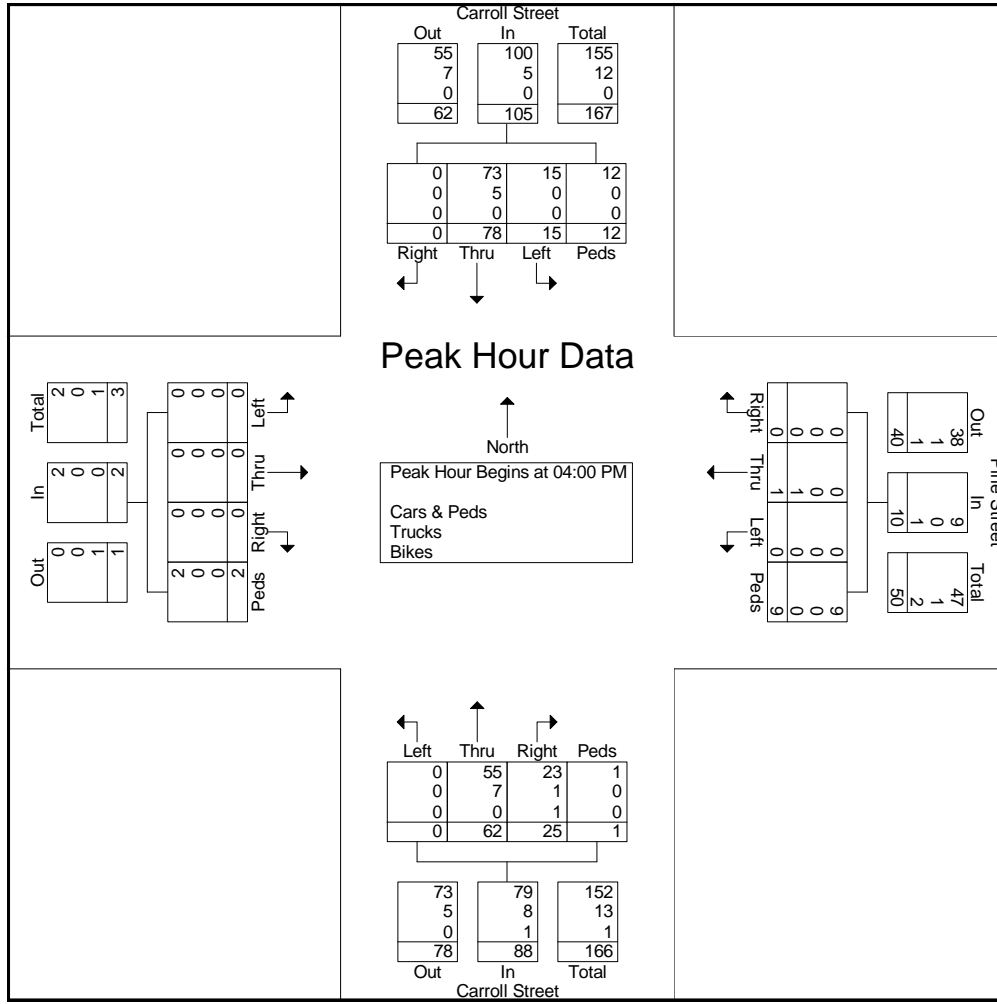 Carroll Street
Out In Total
55 100 155
7 5 12
0 0 0
62 105 167
0 73 15 12
0 5 0 0
0 0 0 0
0 78 15 12
Right Thru Left Peds
Peak Hour Data
Total In Out
2 2 0
0 0 0
1 0 1
3 2 1
0 0 0 2
0 0 0 0
0 0 0 0
0 0 0 2
Left Thru Right Peds
North
Peak Hour Begins at 04:00 PM
Cars & Peds
Trucks
Bikes
Pine Street
Out In Total
38 9 47
1 0 1
1 1 2
40 10 50
0 0 0 9
0 0 0 0
0 1 0 0
0 1 0 9
Right Thru Left Peds
Left Thru Right Peds
0 55 23 1
0 7 1 0
0 0 1 0
0 62 25 1
73 79 152
5 8 13
0 1 1
78 88 166
Out In Total
Carroll Street